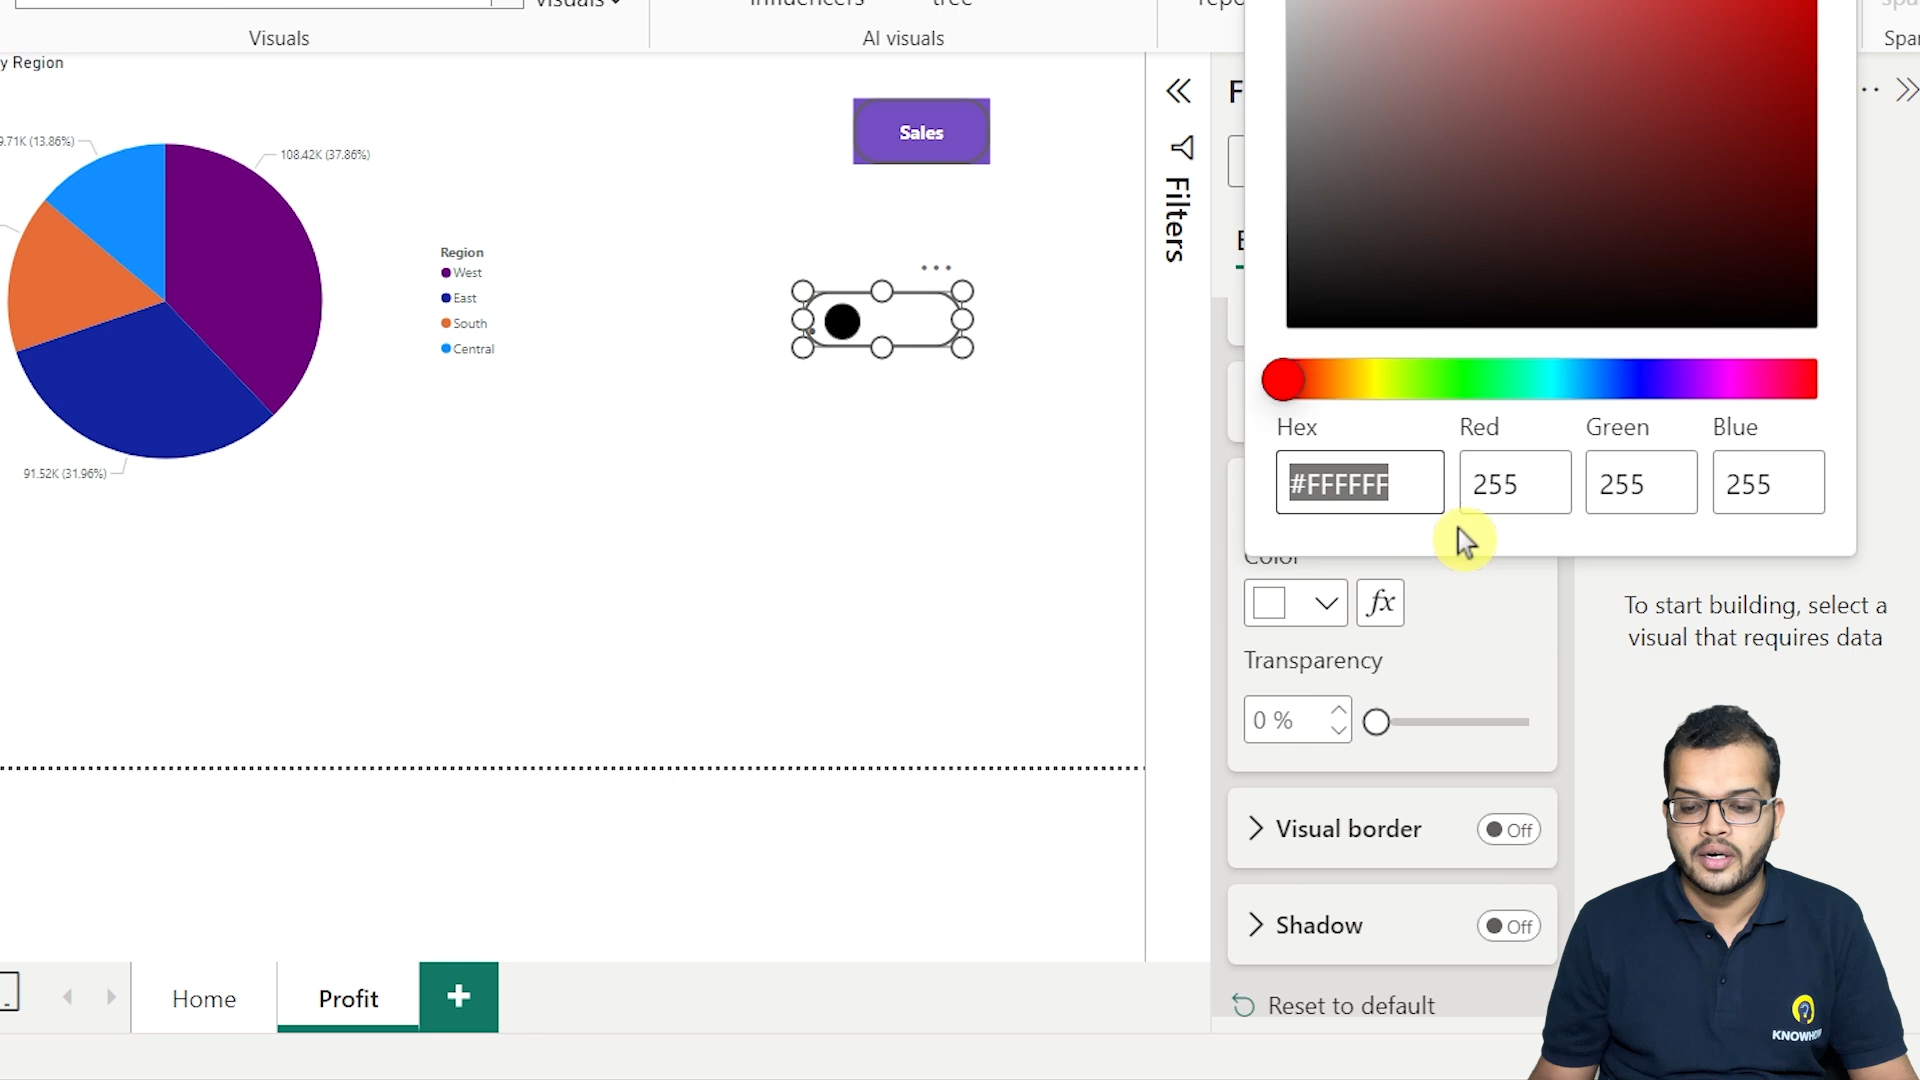 Visuals
AI visuals
y Region
Sales
9.71K (13.86%)
108.42K (37.86%)
91.52K (31.96%)
Region
West
East
South
Central
Filters
Hex
Red
Green
Blue
#FFFFFF
255
255
255
Color
fx
Transparency
0 %
To start building, select a
visual that requires data
Visual border
Off
Shadow
Off
Reset to default
Home
Profit
+